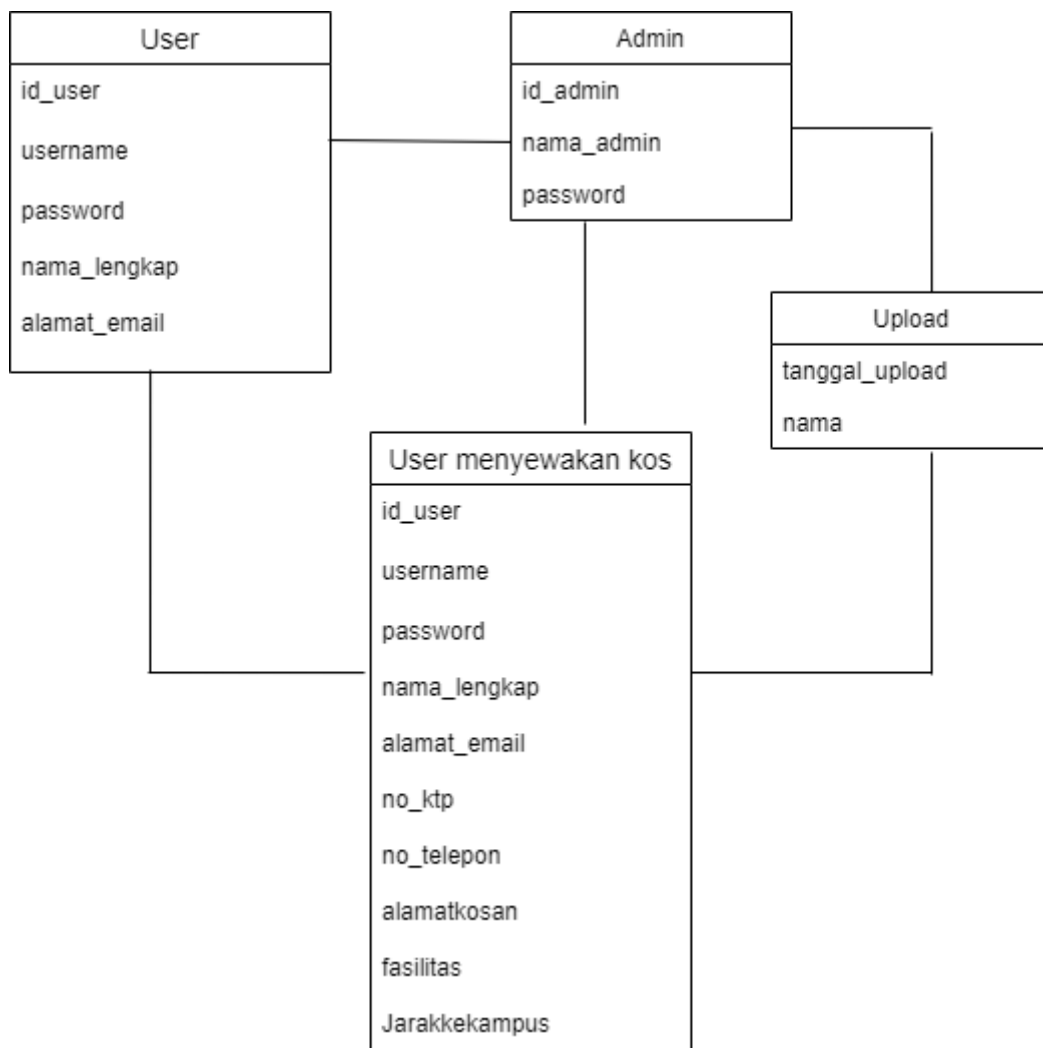 User
id_user
username
password
nama_lengkap
alamat_email
Admin
id_admin
nama_admin
password
Upload
tanggal_upload
nama
User menyewakan kos
id_user
username
password
nama_lengkap
alamat_email
no_ktp
no_telepon
alamatkosan
fasilitas
Jarakkekampus